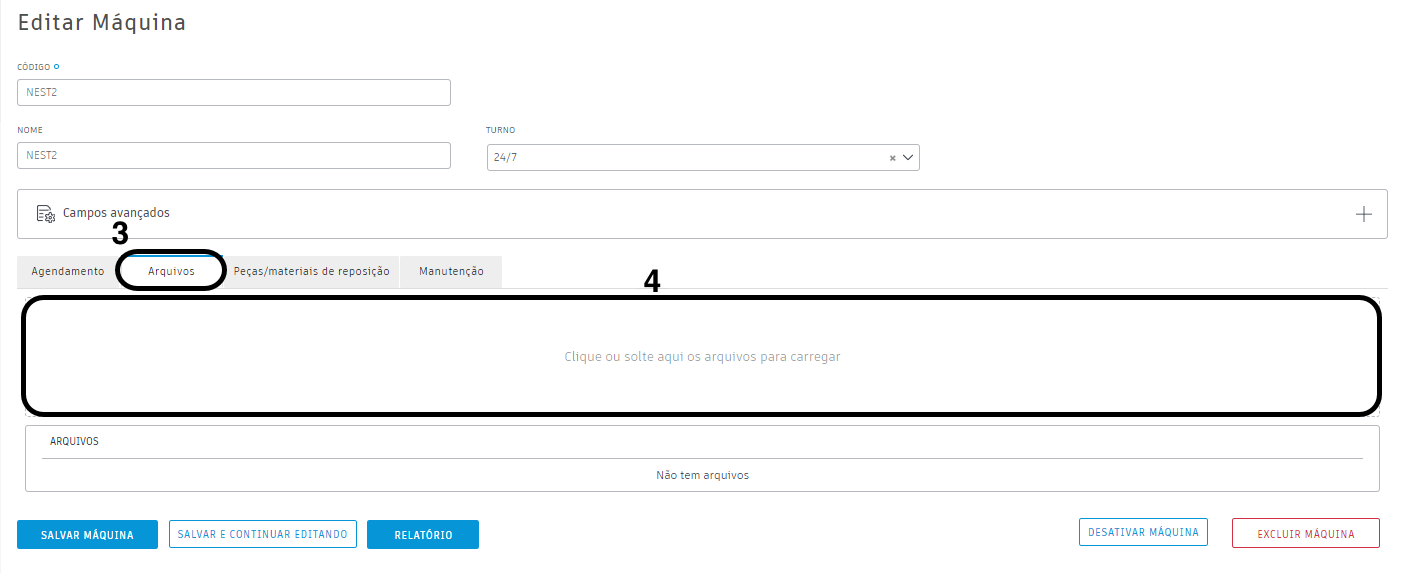 Editar Máquina
CÓDIGO
NEST2
NOME
TURNO
NEST2
24/7
Campos avançados
3
Agendamento
Arquivos
Peças/materiais de reposição
Manutenção
4
Clique ou solte aqui os arquivos para carregar
ARQUIVOS
Não tem arquivos
SALVAR MÁQUINA
SALVAR E CONTINUAR EDITANDO
RELATÓRIO
DESATIVAR MÁQUINA
EXCLUIR MÁQUINA